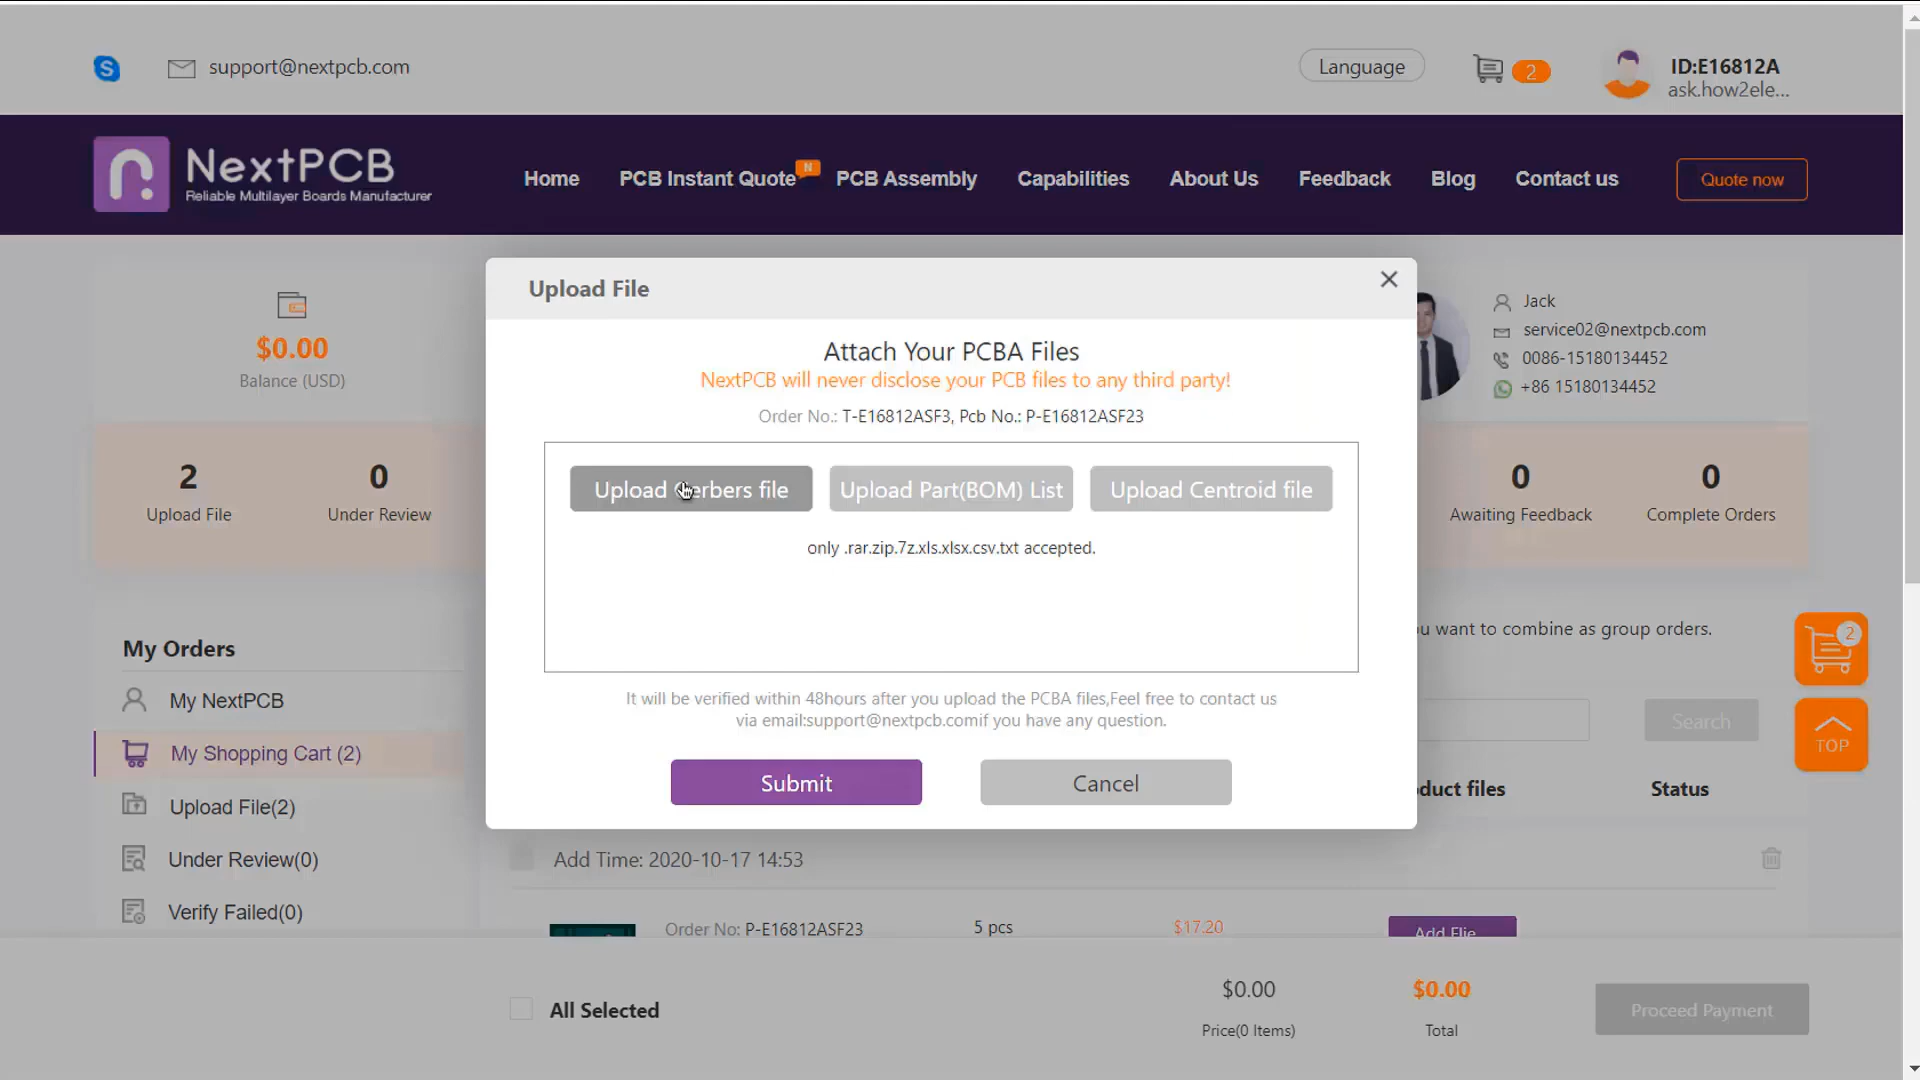 support@nextpcb.com
Language
2
ID:E16812A
ask.how2ele...
NextPCB
Reliable Multilayer Boards Manufacturer
Home
PCB Instant Quote
N
PCB Assembly
Capabilities
About Us
Feedback
Blog
Contact us
Quote now
$0.00
Balance (USD)
Upload File
Attach Your PCBA Files
NextPCB will never disclose your PCB files to any third party!
Order No.: T-E16812ASF3, Pcb No.: P-E16812ASF23
Upload Gerbers file
Upload Part(BOM) List
Upload Centroid file
only .rar.zip.7z.xls.xlsx.csv.txt accepted.
It will be verified within 48hours after you upload the PCBA files,Feel free to contact us
via email:support@nextpcb.comif you have any question.
Submit
Cancel
Jack
service02@nextpcb.com
0086-15180134452
+86 15180134452
2
Upload File
0
Under Review
0
Awaiting Feedback
0
Complete Orders
My Orders
My NextPCB
My Shopping Cart (2)
Upload File(2)
Under Review(0)
Verify Failed(0)
u want to combine as group orders.
Search
2
TOP
duct files
Status
Add Time: 2020-10-17 14:53
Order No: P-E16812ASF23
5 pcs
$17.20
Add Flie
All Selected
$0.00
Price(0 Items)
$0.00
Total
Proceed Payment